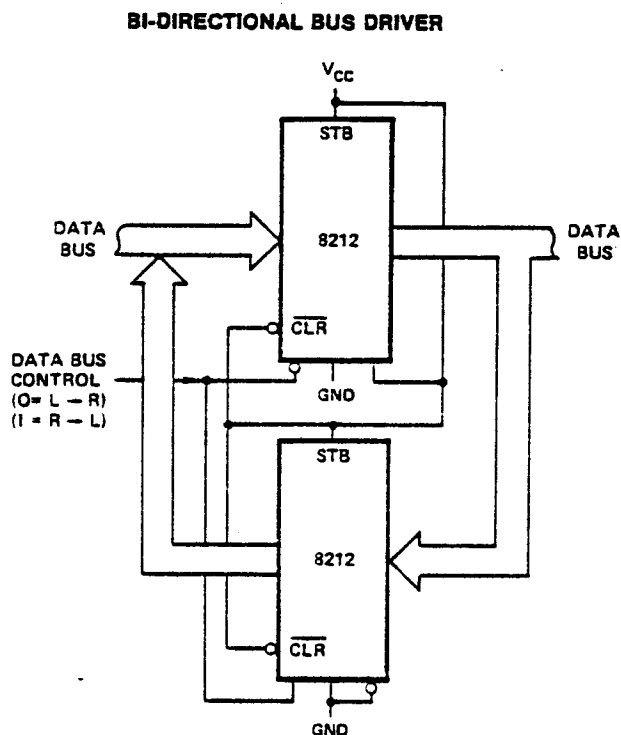 BI-DIRECTIONAL BUS DRIVER
VCC
STB
DATA
BUS
8212
DATA
BUS
CLR
DATA BUS
CONTROL
(0= L → R)
(1 = R → L)
GND
STB
8212
CLR
GND